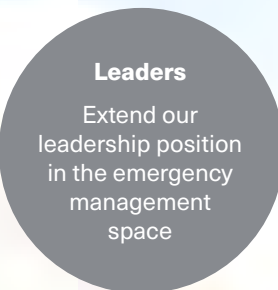 Leaders
Extend our
leadership position
in the emergency
management
space